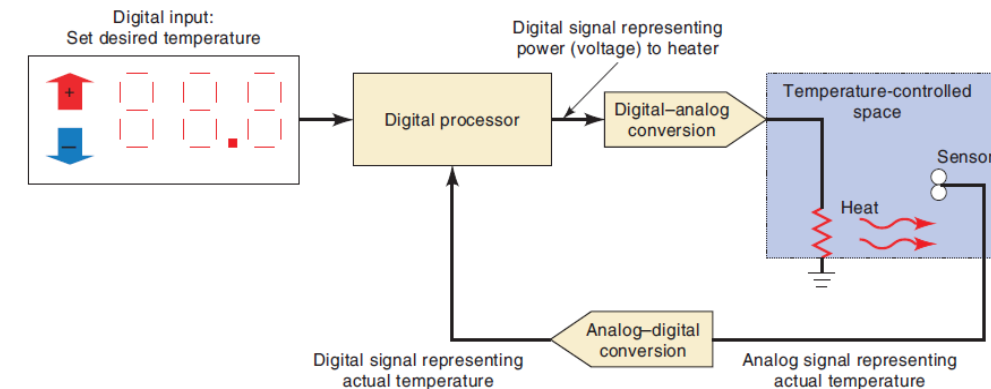 Digital input:
Set desired temperature
+
–
Digital processor
Digital signal representing
power (voltage) to heater
Digital–analog
conversion
Temperature-controlled
space
Sensor
Heat
Analog–digital
conversion
Digital signal representing
actual temperature
Analog signal representing
actual temperature